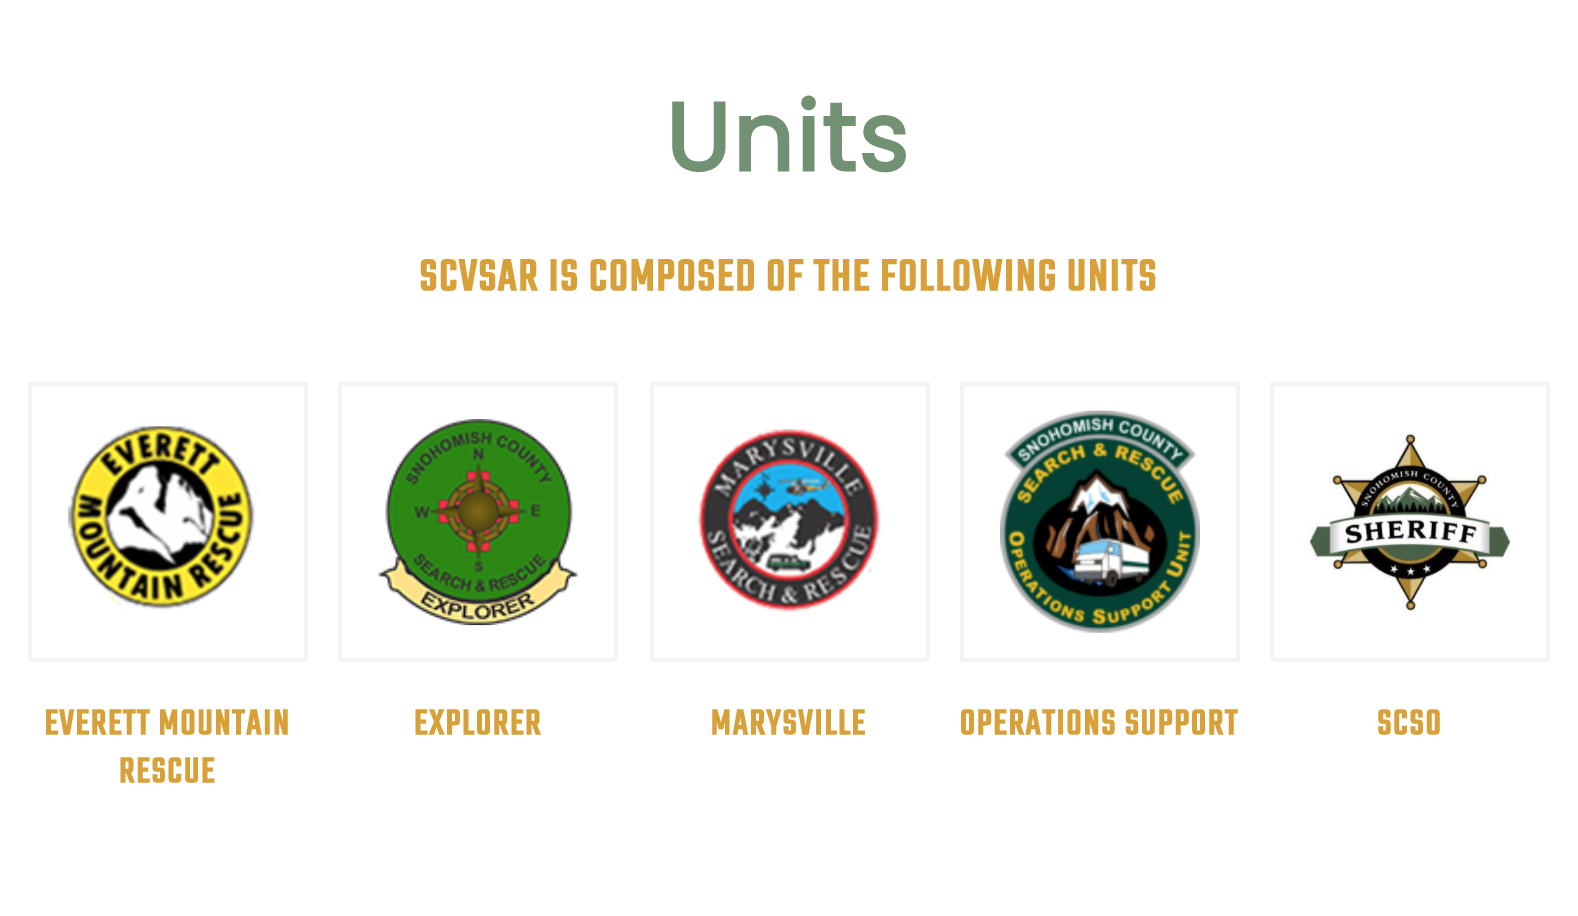 Units
SCVSAR IS COMPOSED OF THE FOLLOWING UNITS
EVERETT
MOUNTAIN RESCUE
SNOHOMISH COUNTY
N
W E
S
SEARCH & RESCUE
EXPLORER
MARYSVILLE
SEARCH & RESCUE
SNOHOMISH COUNTY
SEARCH & RESCUE
OPERATIONS SUPPORT UNIT
SNOHOMISH COUNTY
SHERIFF
EVERETT MOUNTAIN
RESCUE
EXPLORER
MARYSVILLE
OPERATIONS SUPPORT
SCSO